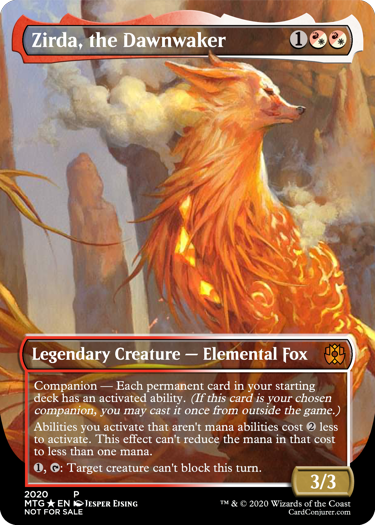 Zirda, the Dawnwaker 1
Legendary Creature — Elemental Fox
Companion — Each permanent card in your starting
deck has an activated ability. (If this card is your chosen
companion, you may cast it once from outside the game.)
Abilities you activate that aren't mana abilities cost 2 less
to activate. This effect can't reduce the mana in that cost
to less than one mana.
1, : Target creature can't block this turn.
3/3
2020 P
MTG ★ EN Jesper Ejsing
NOT FOR SALE
™ & © 2020 Wizards of the Coast
CardConjurer.com